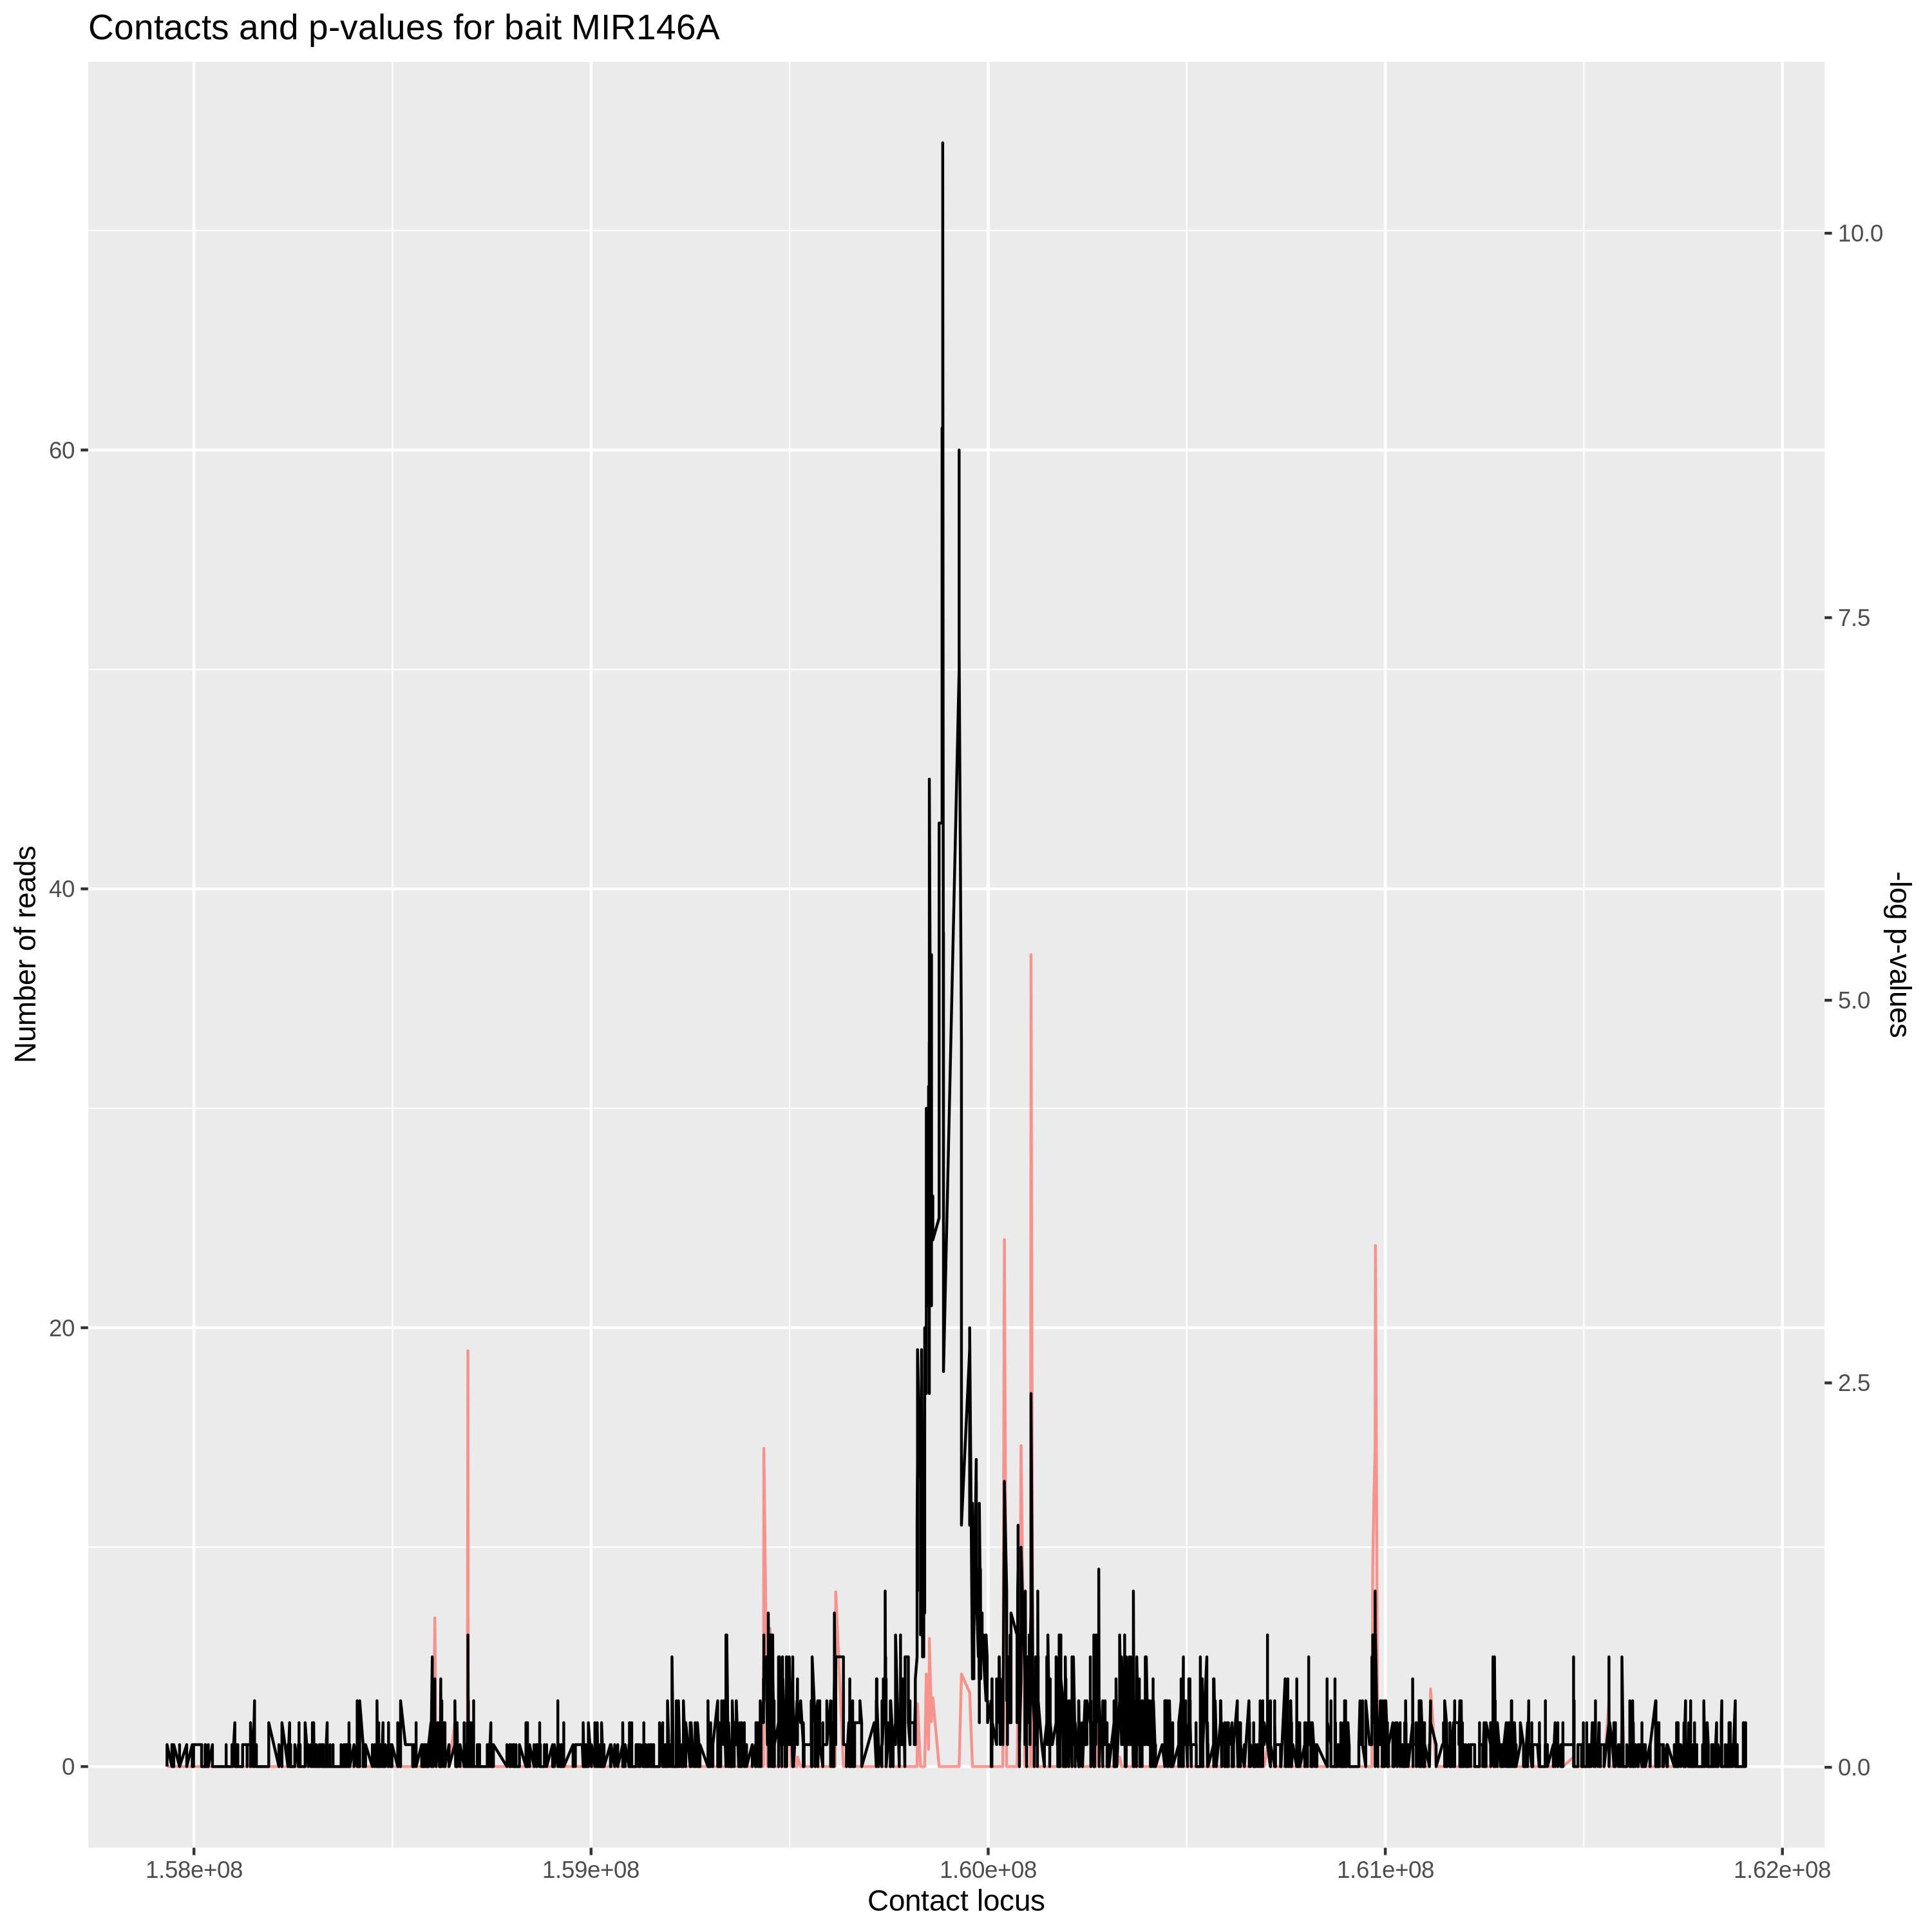 Contacts and p-values for bait MIR146A
Number of reads
60
40
20
0
10.0
7.5
5.0
2.5
0.0
-log p-values
1.58e+08
1.59e+08
1.60e+08
1.61e+08
1.62e+08
Contact locus